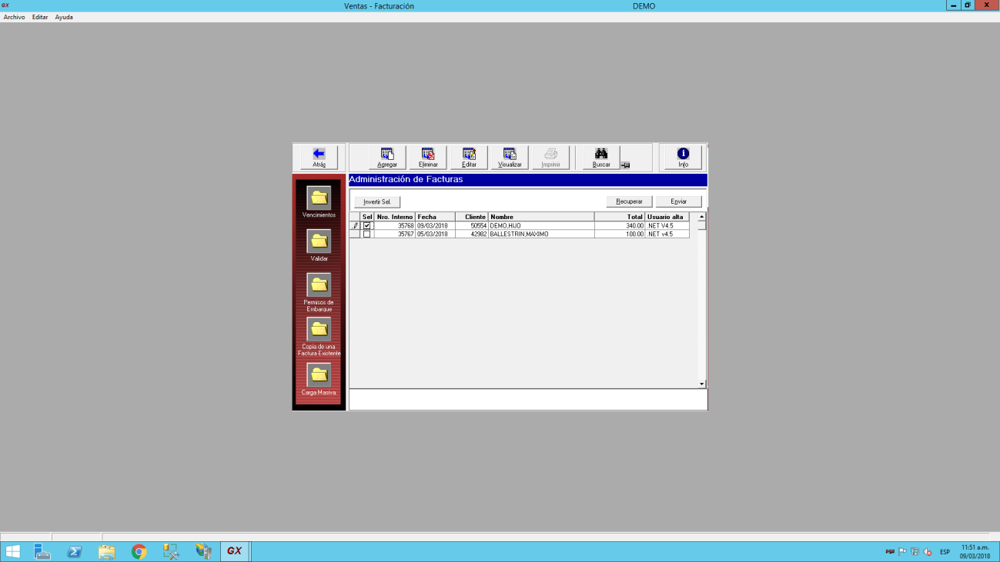 GX Ventas - Facturación DEMO
Archivo Editar Ayuda
Atrás Agregar Eliminar Editar Visualizar Imprimir Buscar Info
Administración de Facturas
Invertir Sel. Recuperar Enviar
Sel Nro. Interno Fecha Cliente Nombre Total Usuario alta
35768 09/03/2018 50554 DEMO,HIJO 340.00 .NET V4.5
35767 05/03/2018 42982 BALLESTRIN,MAXIMO 100.00 .NET v4.5
Vencimientos
Validar
Permisos de
Embarque
Copia de una
Factura Existente
Carga Masiva
GX
ESP
11:51 a.m.
09/03/2018